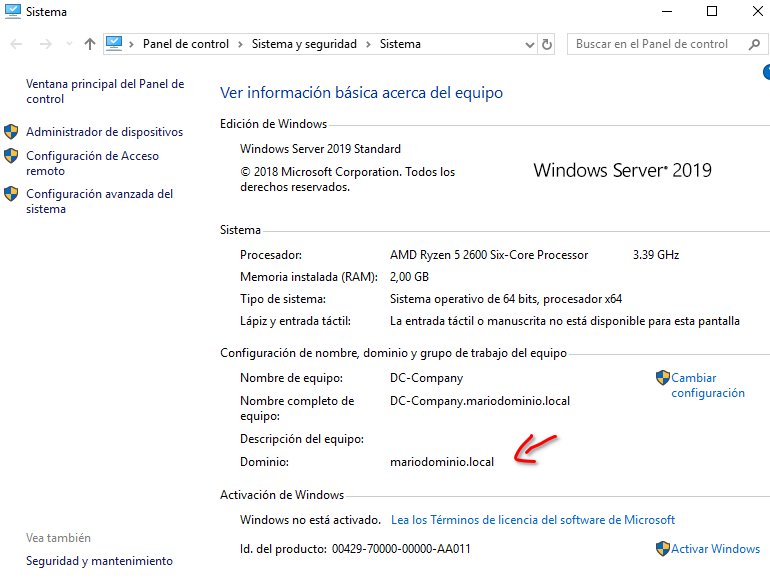 Sistema
Panel de control
Sistema y seguridad
Sistema
Buscar en el Panel de control
Ventana principal del Panel de
control
Administrador de dispositivos
Configuración de Acceso
remoto
Configuración avanzada del
sistema
Ver información básica acerca del equipo
Edición de Windows
Windows Server 2019 Standard
© 2018 Microsoft Corporation. Todos los
derechos reservados.
Windows Server® 2019
Sistema
Procesador: AMD Ryzen 5 2600 Six-Core Processor 3.39 GHz
Memoria instalada (RAM): 2,00 GB
Tipo de sistema: Sistema operativo de 64 bits, procesador x64
Lápiz y entrada táctil: La entrada táctil o manuscrita no está disponible para esta pantalla
Configuración de nombre, dominio y grupo de trabajo del equipo
Nombre de equipo: DC-Company
Cambiar
configuración
Nombre completo de
equipo:
DC-Company.mariodominio.local
Descripción del equipo:
Dominio: mariodominio.local
Activación de Windows
Windows no está activado. Lea los Términos de licencia del software de Microsoft
Id. del producto: 00429-70000-00000-AA011
Activar Windows
Vea también
Seguridad y mantenimiento